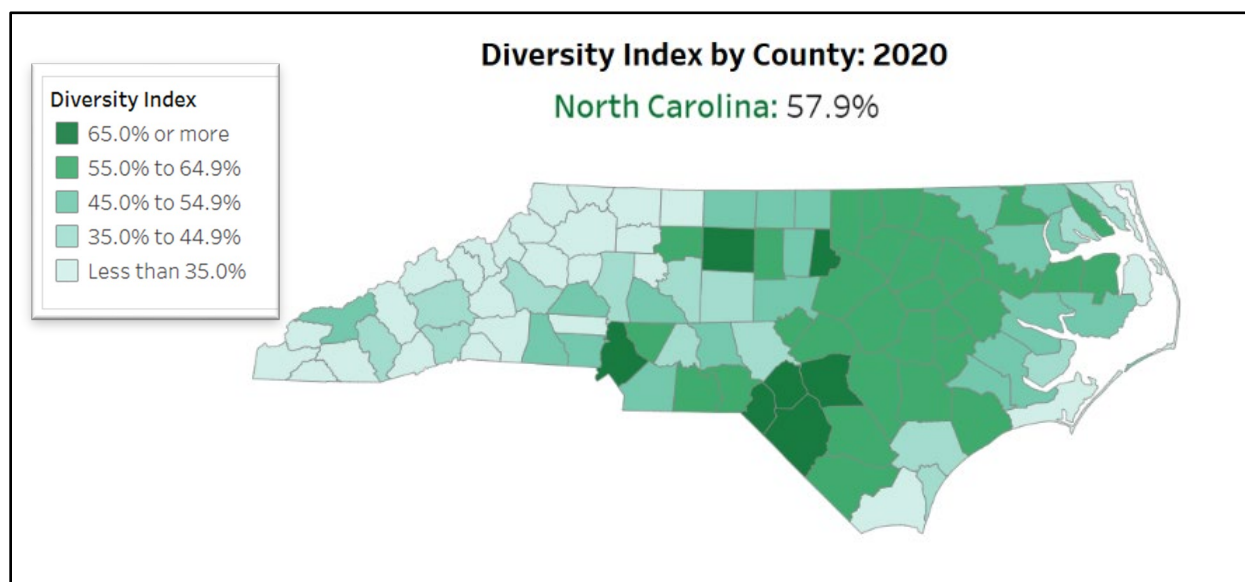 Diversity Index by County: 2020
North Carolina: 57.9%
Diversity Index
65.0% or more
55.0% to 64.9%
45.0% to 54.9%
35.0% to 44.9%
Less than 35.0%